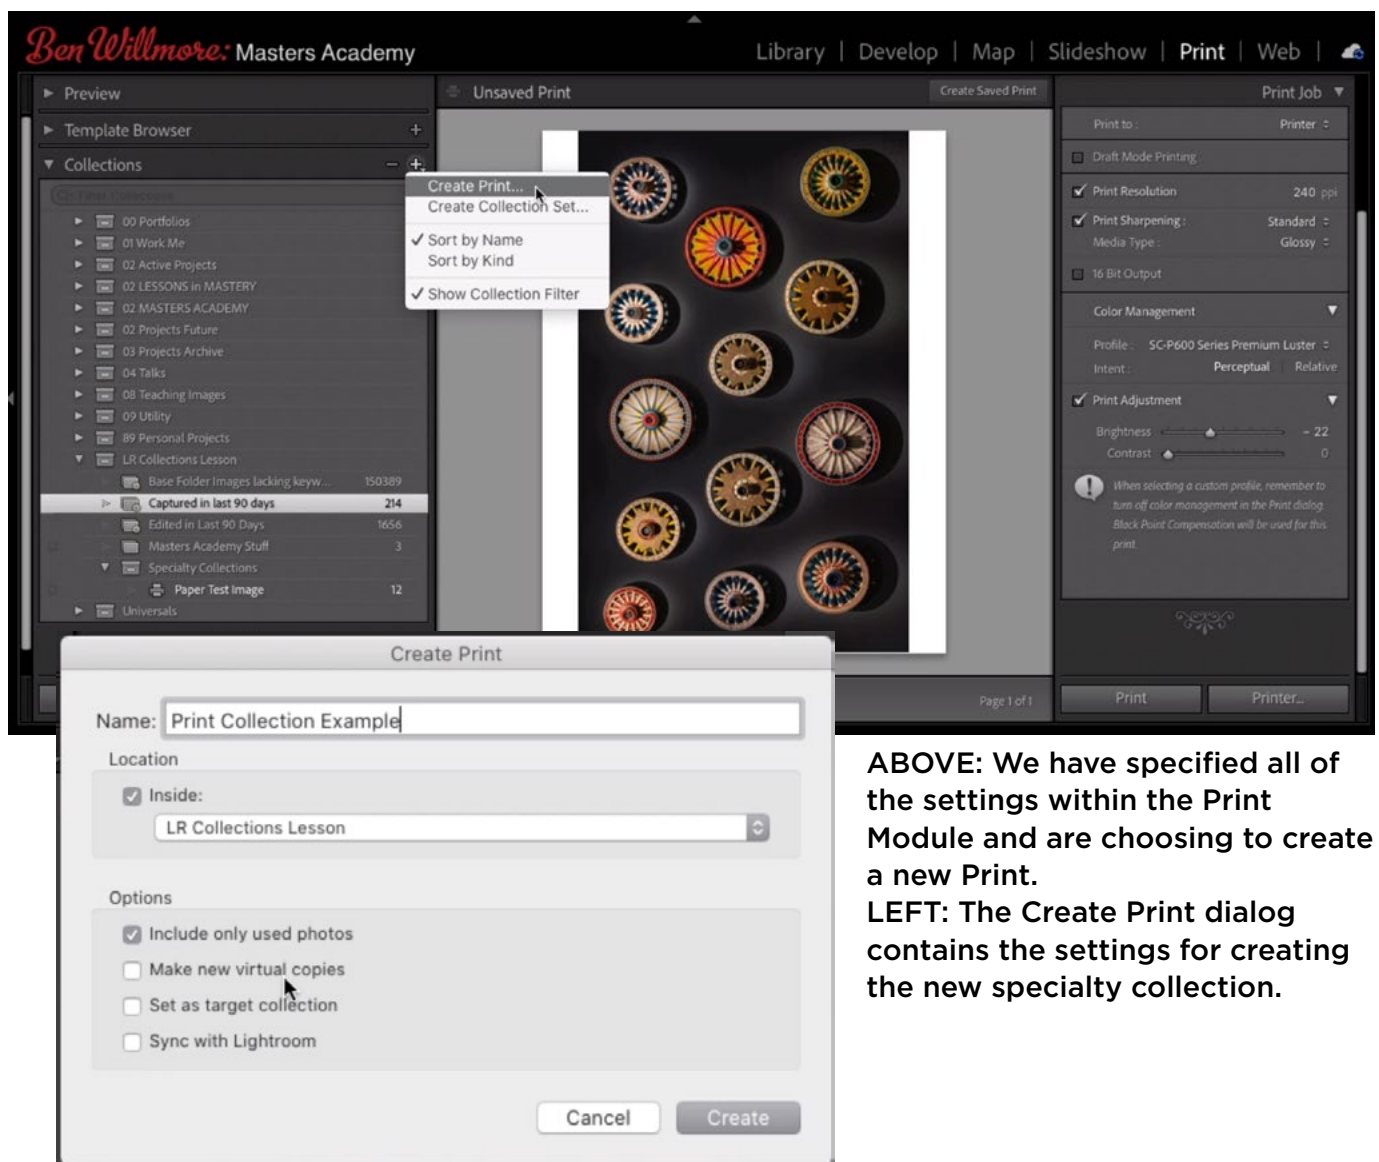 Ben Willmore: Masters Academy
Library | Develop | Map | Slideshow | Print | Web |
Preview
Template Browser
Collections
Filter Collections
00 Portfolios
01 Work Me
02 Active Projects
02 LESSONS in MASTERY
02 MASTERS ACADEMY
02 Projects Future
03 Projects Archive
04 Talks
08 Teaching Images
09 Utility
89 Personal Projects
LR Collections Lesson
Base Folder Images lacking keyw... 150389
Captured in last 90 days 214
Edited in Last 90 Days 1656
Masters Academy Stuff 3
Specialty Collections
Paper Test Image 12
Universals
Unsaved Print
Create Saved Print
Create Print...
Create Collection Set...
✓ Sort by Name
Sort by Kind
✓ Show Collection Filter
Page 1 of 1
Print Job
Print to : Printer
Draft Mode Printing
Print Resolution 240 ppi
Print Sharpening : Standard
Media Type : Glossy
16 Bit Output
Color Management
Profile : SC-P600 Series Premium Luster
Intent : Perceptual Relative
Print Adjustment
Brightness - 22
Contrast 0
When selecting a custom profile, remember to
turn off color management in the Print dialog.
Black Point Compensation will be used for this
print.
Print Printer...
Create Print
Name: Print Collection Example
Location
Inside:
LR Collections Lesson
Options
Include only used photos
Make new virtual copies
Set as target collection
Sync with Lightroom
Cancel Create
ABOVE: We have specified all of
the settings within the Print
Module and are choosing to create
a new Print.
LEFT: The Create Print dialog
contains the settings for creating
the new specialty collection.